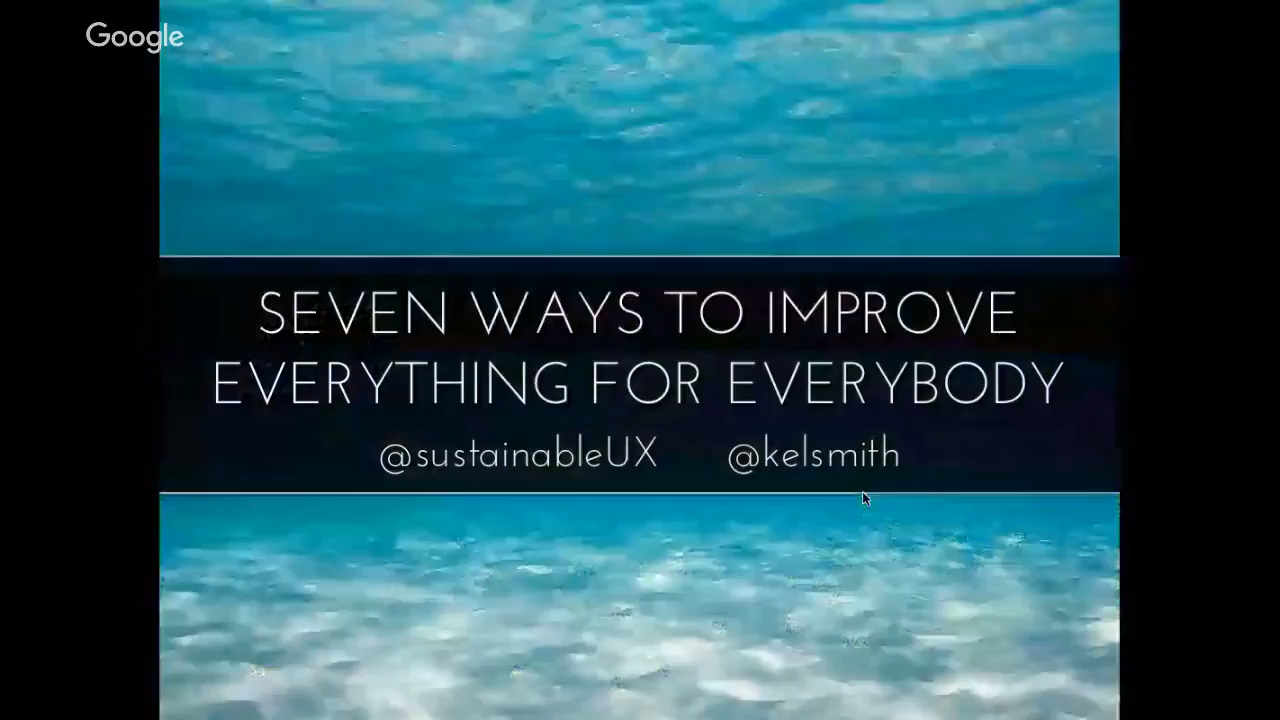 Google
SEVEN WAYS TO IMPROVE
EVERYTHING FOR EVERYBODY
@sustainableUX @kelsmith